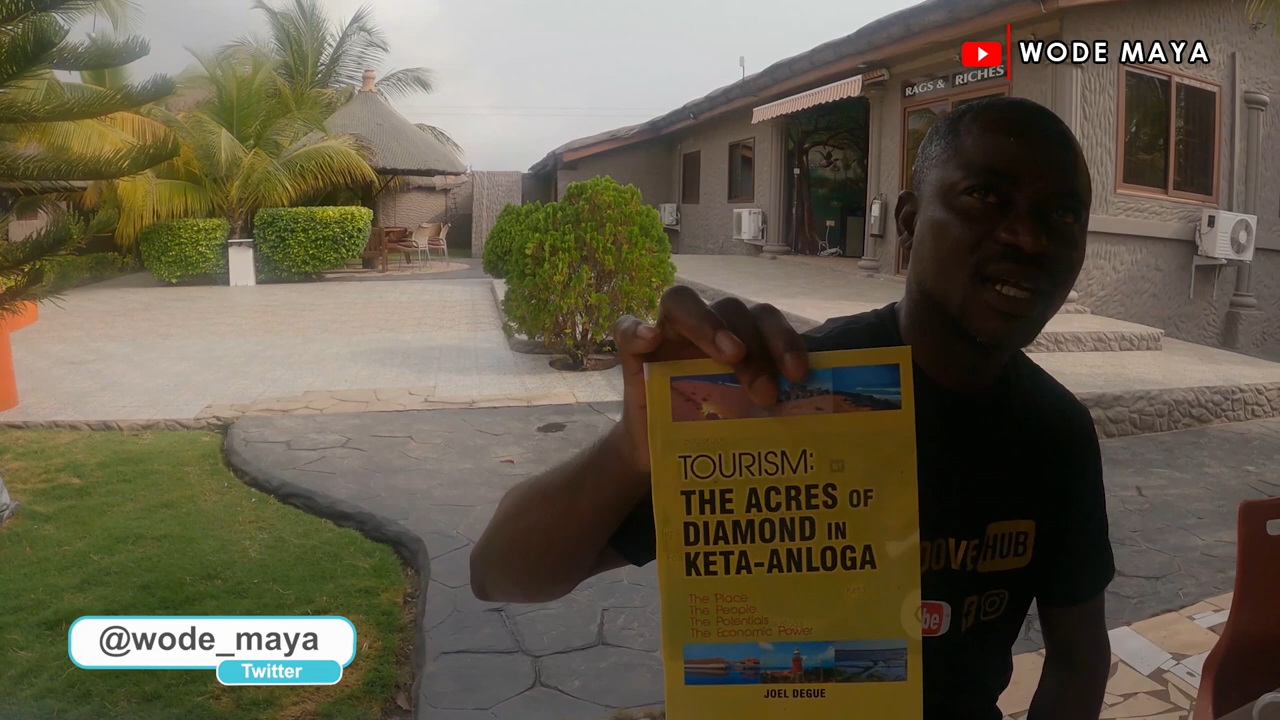 WODE MAYA
RAGS & RICHES
TOURISM:
THE ACRES OF
DIAMOND IN
KETA-ANLOGA
The Place
The People
The Potentials
The Economic Power
JOEL DEGUE
HUB
@wode_maya
Twitter